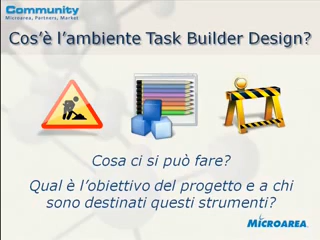 Community
Microarea, Partners, Market
Cos'è l'ambiente Task Builder Design?
Cosa ci si può fare?
Qual è l'obiettivo del progetto e a chi
sono destinati questi strumenti?
MICROAREA